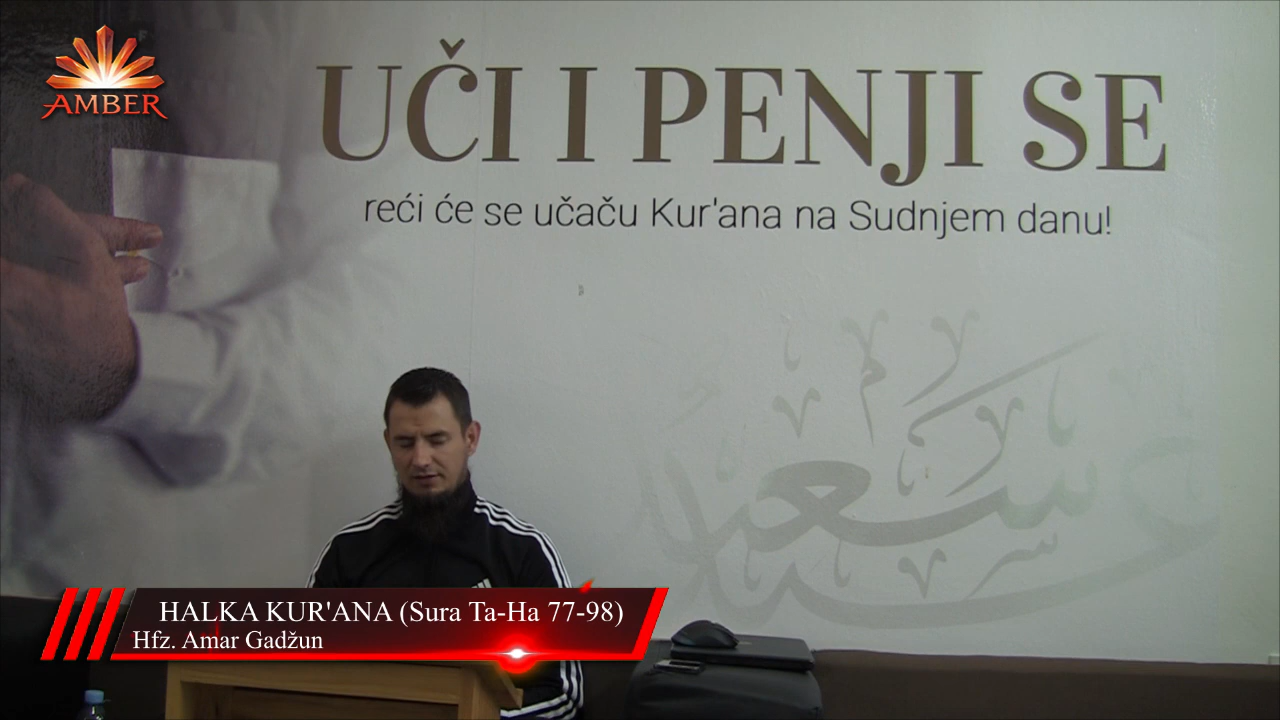 AMBER
UČI I PENJI SE
reći će se učaču Kur'ana na Sudnjem danu!
HALKA KUR'ANA (Sura Ta-Ha 77-98)
Hfz. Amar Gadžun